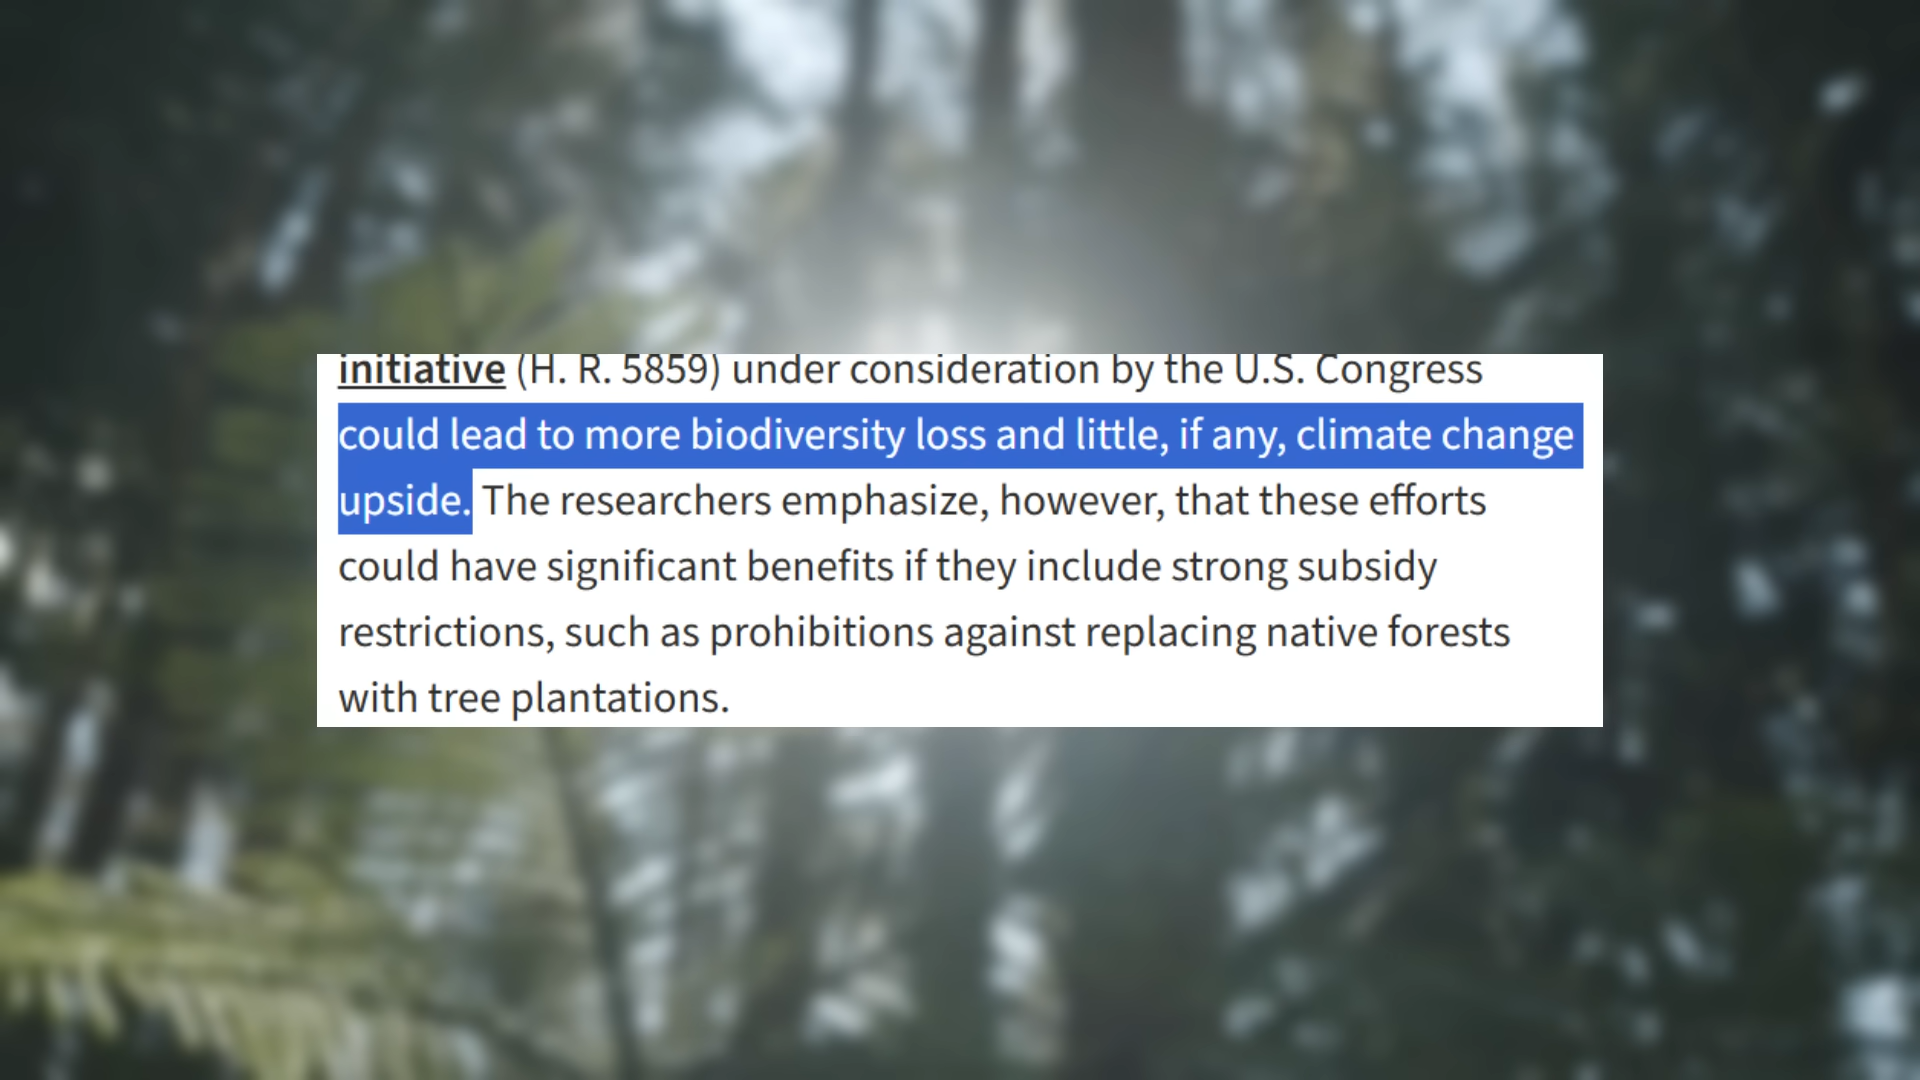 initiative (H. R. 5859) under consideration by the U.S. Congress
could lead to more biodiversity loss and little, if any, climate change
upside. The researchers emphasize, however, that these efforts
could have significant benefits if they include strong subsidy
restrictions, such as prohibitions against replacing native forests
with tree plantations.